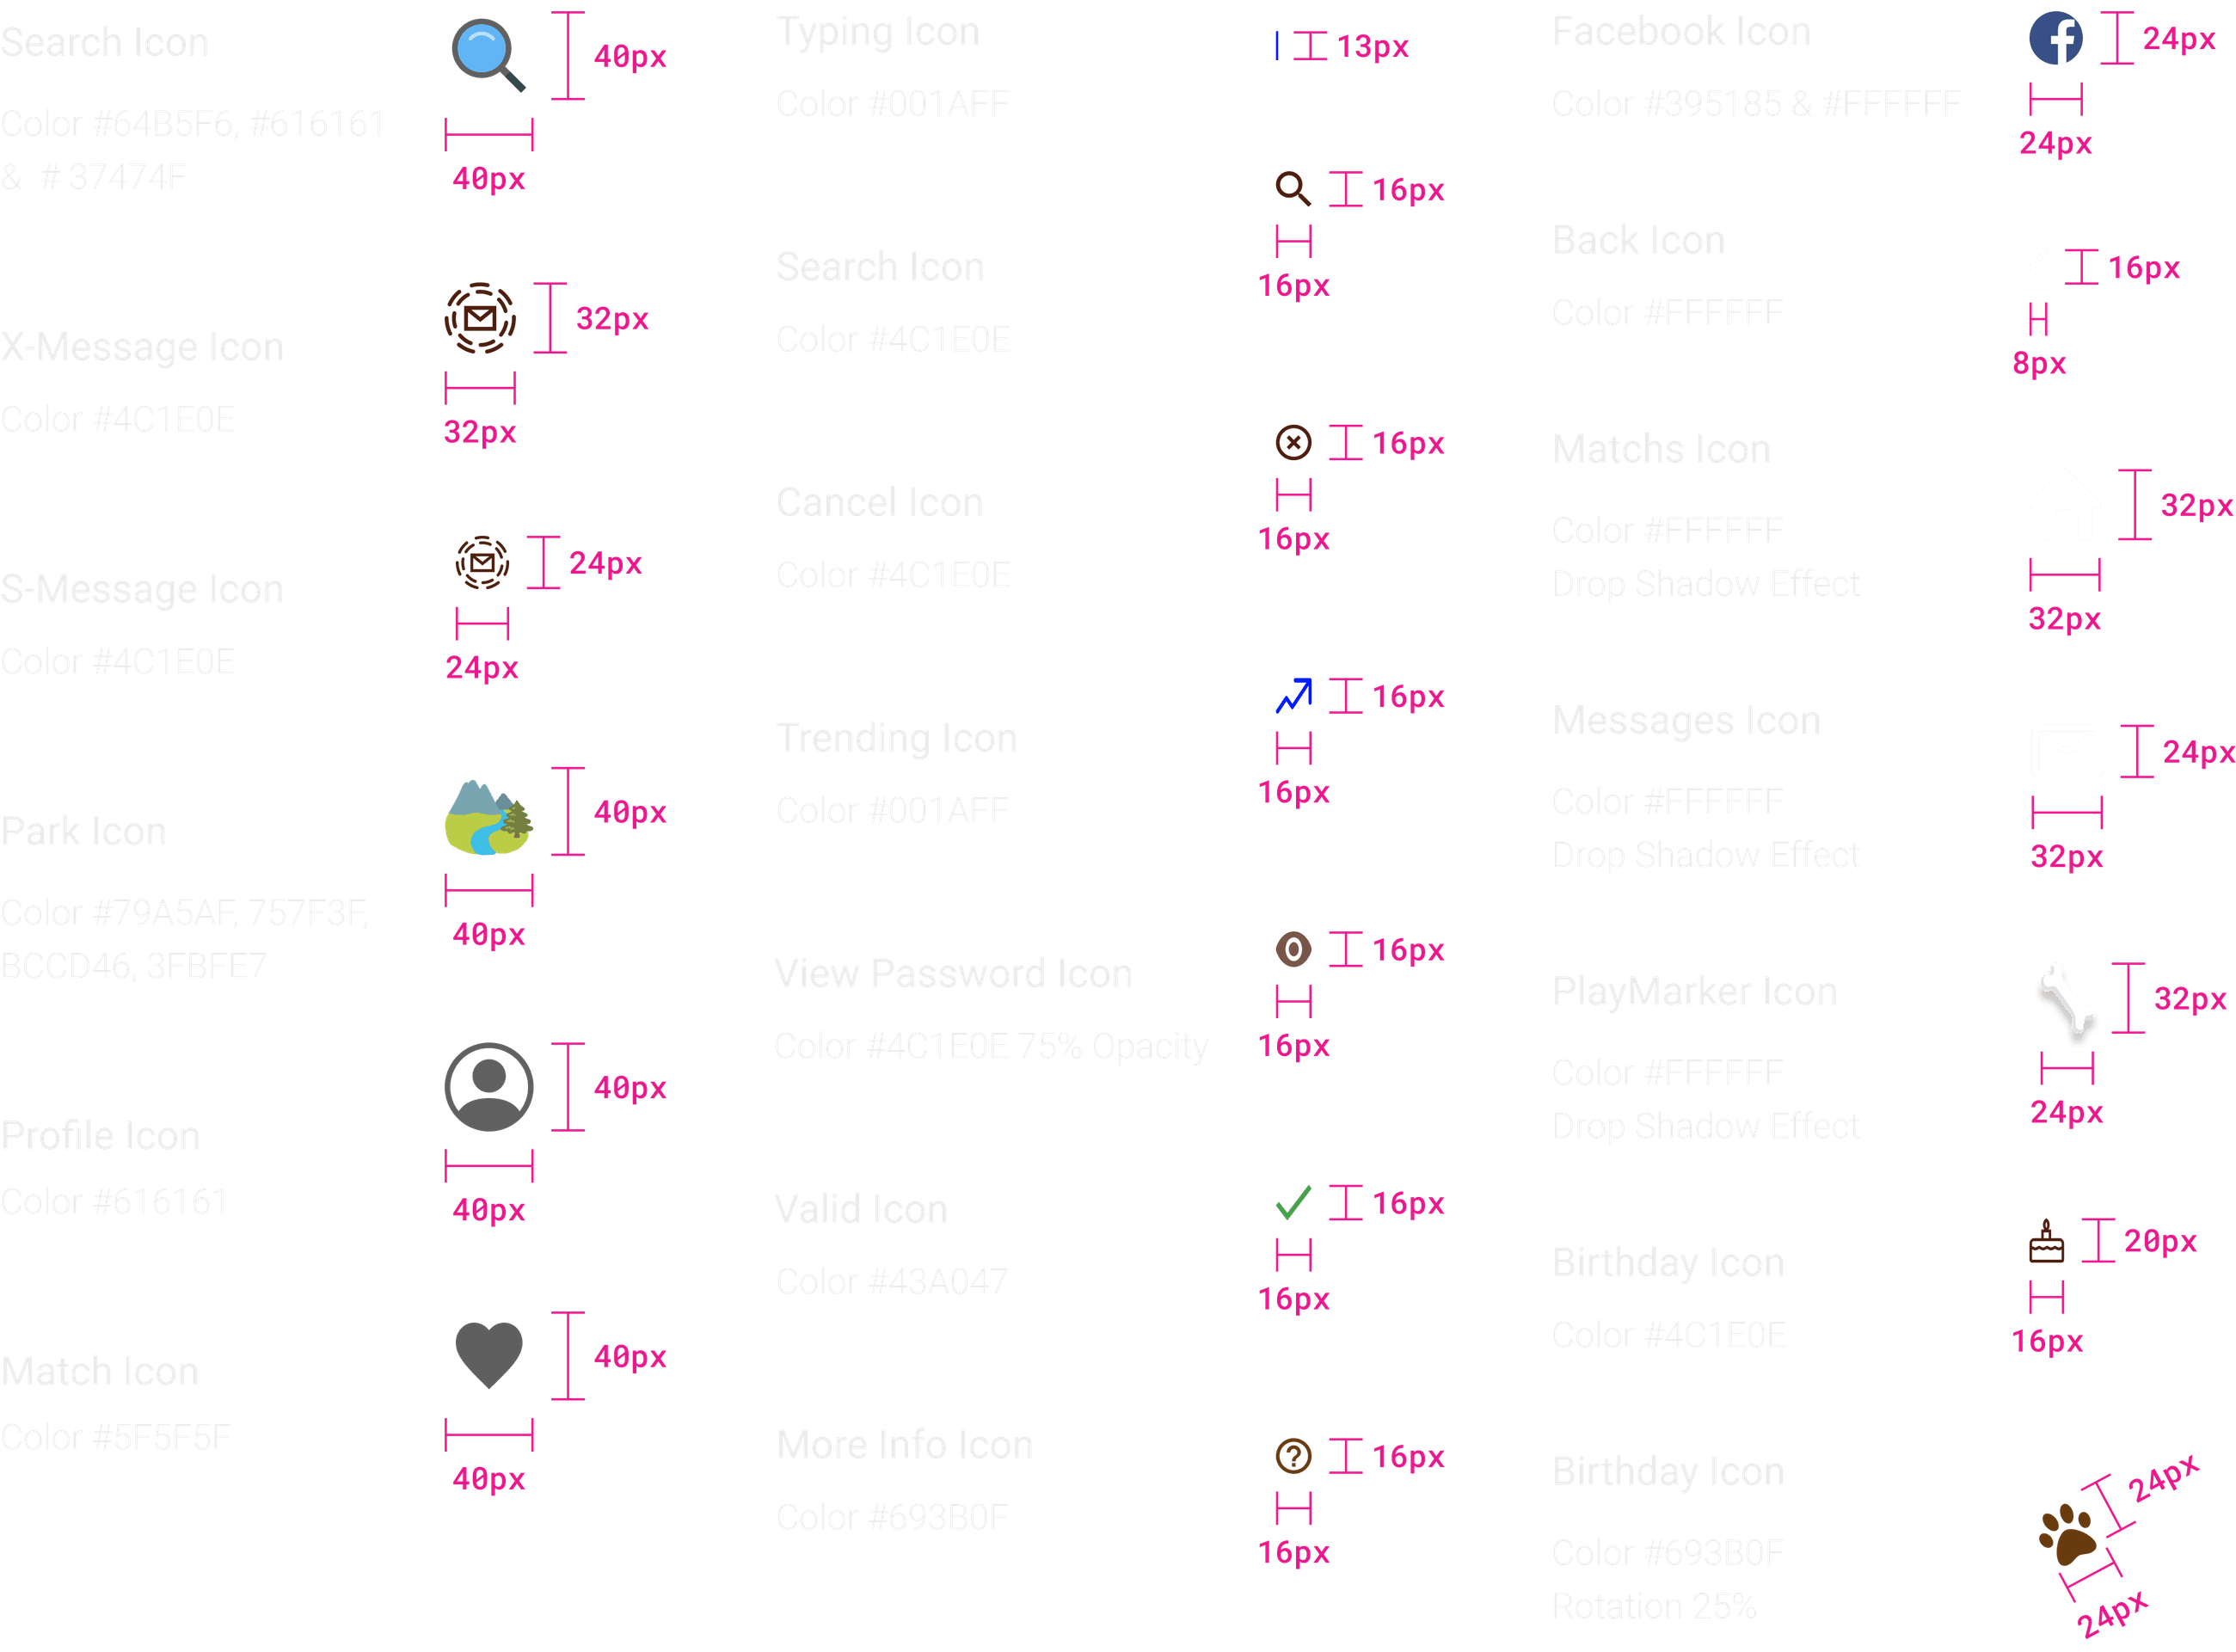 Search Icon
Color #64B5F6, #616161
& # 37474F
40px
40px
X-Message Icon
Color #4C1E0E
32px
32px
S-Message Icon
Color #4C1E0E
24px
24px
Park Icon
Color #79A5AF, 757F3F,
BCCD46, 3FBFE7
40px
40px
Profile Icon
Color #616161
40px
40px
Match Icon
Color #5F5F5F
40px
40px
Typing Icon
Color #001AFF
13px
Search Icon
Color #4C1E0E
16px
16px
Cancel Icon
Color #4C1E0E
16px
16px
Trending Icon
Color #001AFF
16px
16px
View Password Icon
Color #4C1E0E 75% Opacity
16px
16px
Valid Icon
Color #43A047
16px
16px
More Info Icon
Color #693B0F
16px
16px
Facebook Icon
Color #395185 & #FFFFFF
24px
24px
Back Icon
Color #FFFFFF
16px
8px
Matchs Icon
Color #FFFFFF
Drop Shadow Effect
32px
32px
Messages Icon
Color #FFFFFF
Drop Shadow Effect
24px
32px
PlayMarker Icon
Color #FFFFFF
Drop Shadow Effect
32px
24px
Birthday Icon
Color #4C1E0E
20px
16px
Birthday Icon
Color #693B0F
Rotation 25%
24px
24px